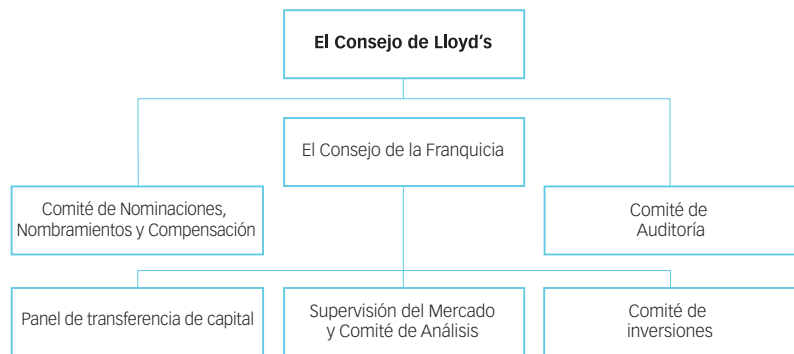 El Consejo de Lloyd's
El Consejo de la Franquicia
Comité de Nominaciones,
Nombramientos y Compensación
Comité de
Auditoría
Panel de transferencia de capital
Supervisión del Mercado
y Comité de Análisis
Comité de
inversiones